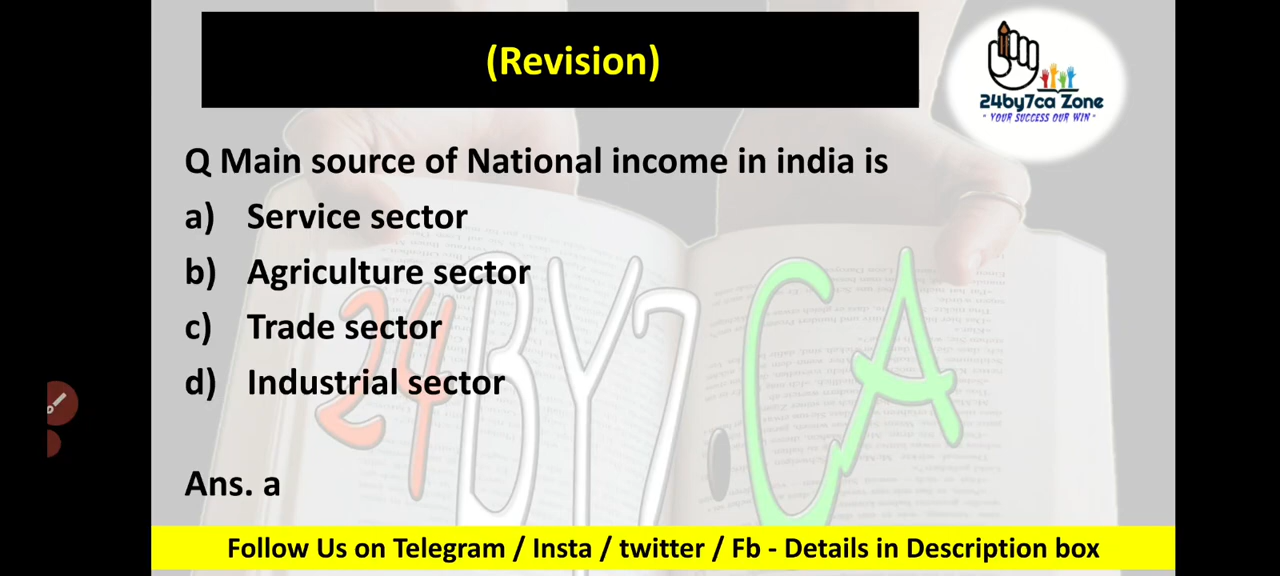 (Revision)
24by7ca Zone
" YOUR SUCCESS OUR WIN "
Q Main source of National income in india is
a) Service sector
b) Agriculture sector
c) Trade sector
d) Industrial sector
24BY7.CA
Ans. a
Follow Us on Telegram / Insta / twitter / Fb - Details in Description box